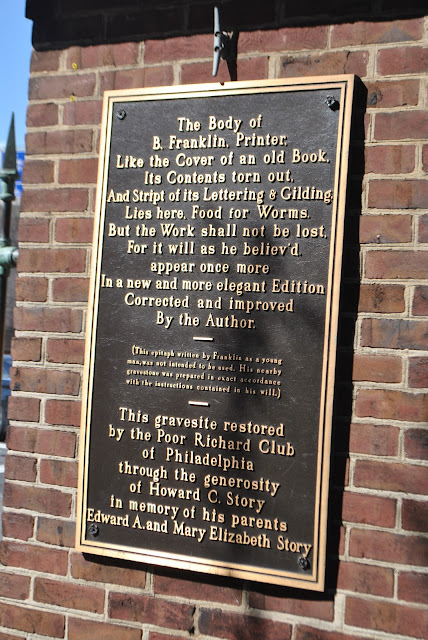 The Body of
B. Franklin, Printer,
Like the Cover of an old Book,
Its Contents torn out,
And Stript of its Lettering & Gilding,
Lies here, Food for Worms.
But the Work shall not be lost,
For it will as he believ'd
appear once more
In a new and more elegant Edition
Corrected and improved
By the Author.
(This epitaph written by Franklin as a young
man, was not intended to be used. His nearby
gravestone was prepared in exact accordance
with the instructions contained in his will.)
This gravesite restored
by the Poor Richard Club
of Philadelphia
through the generosity
of Howard C. Story
in memory of his parents
Edward A. and Mary Elizabeth Story